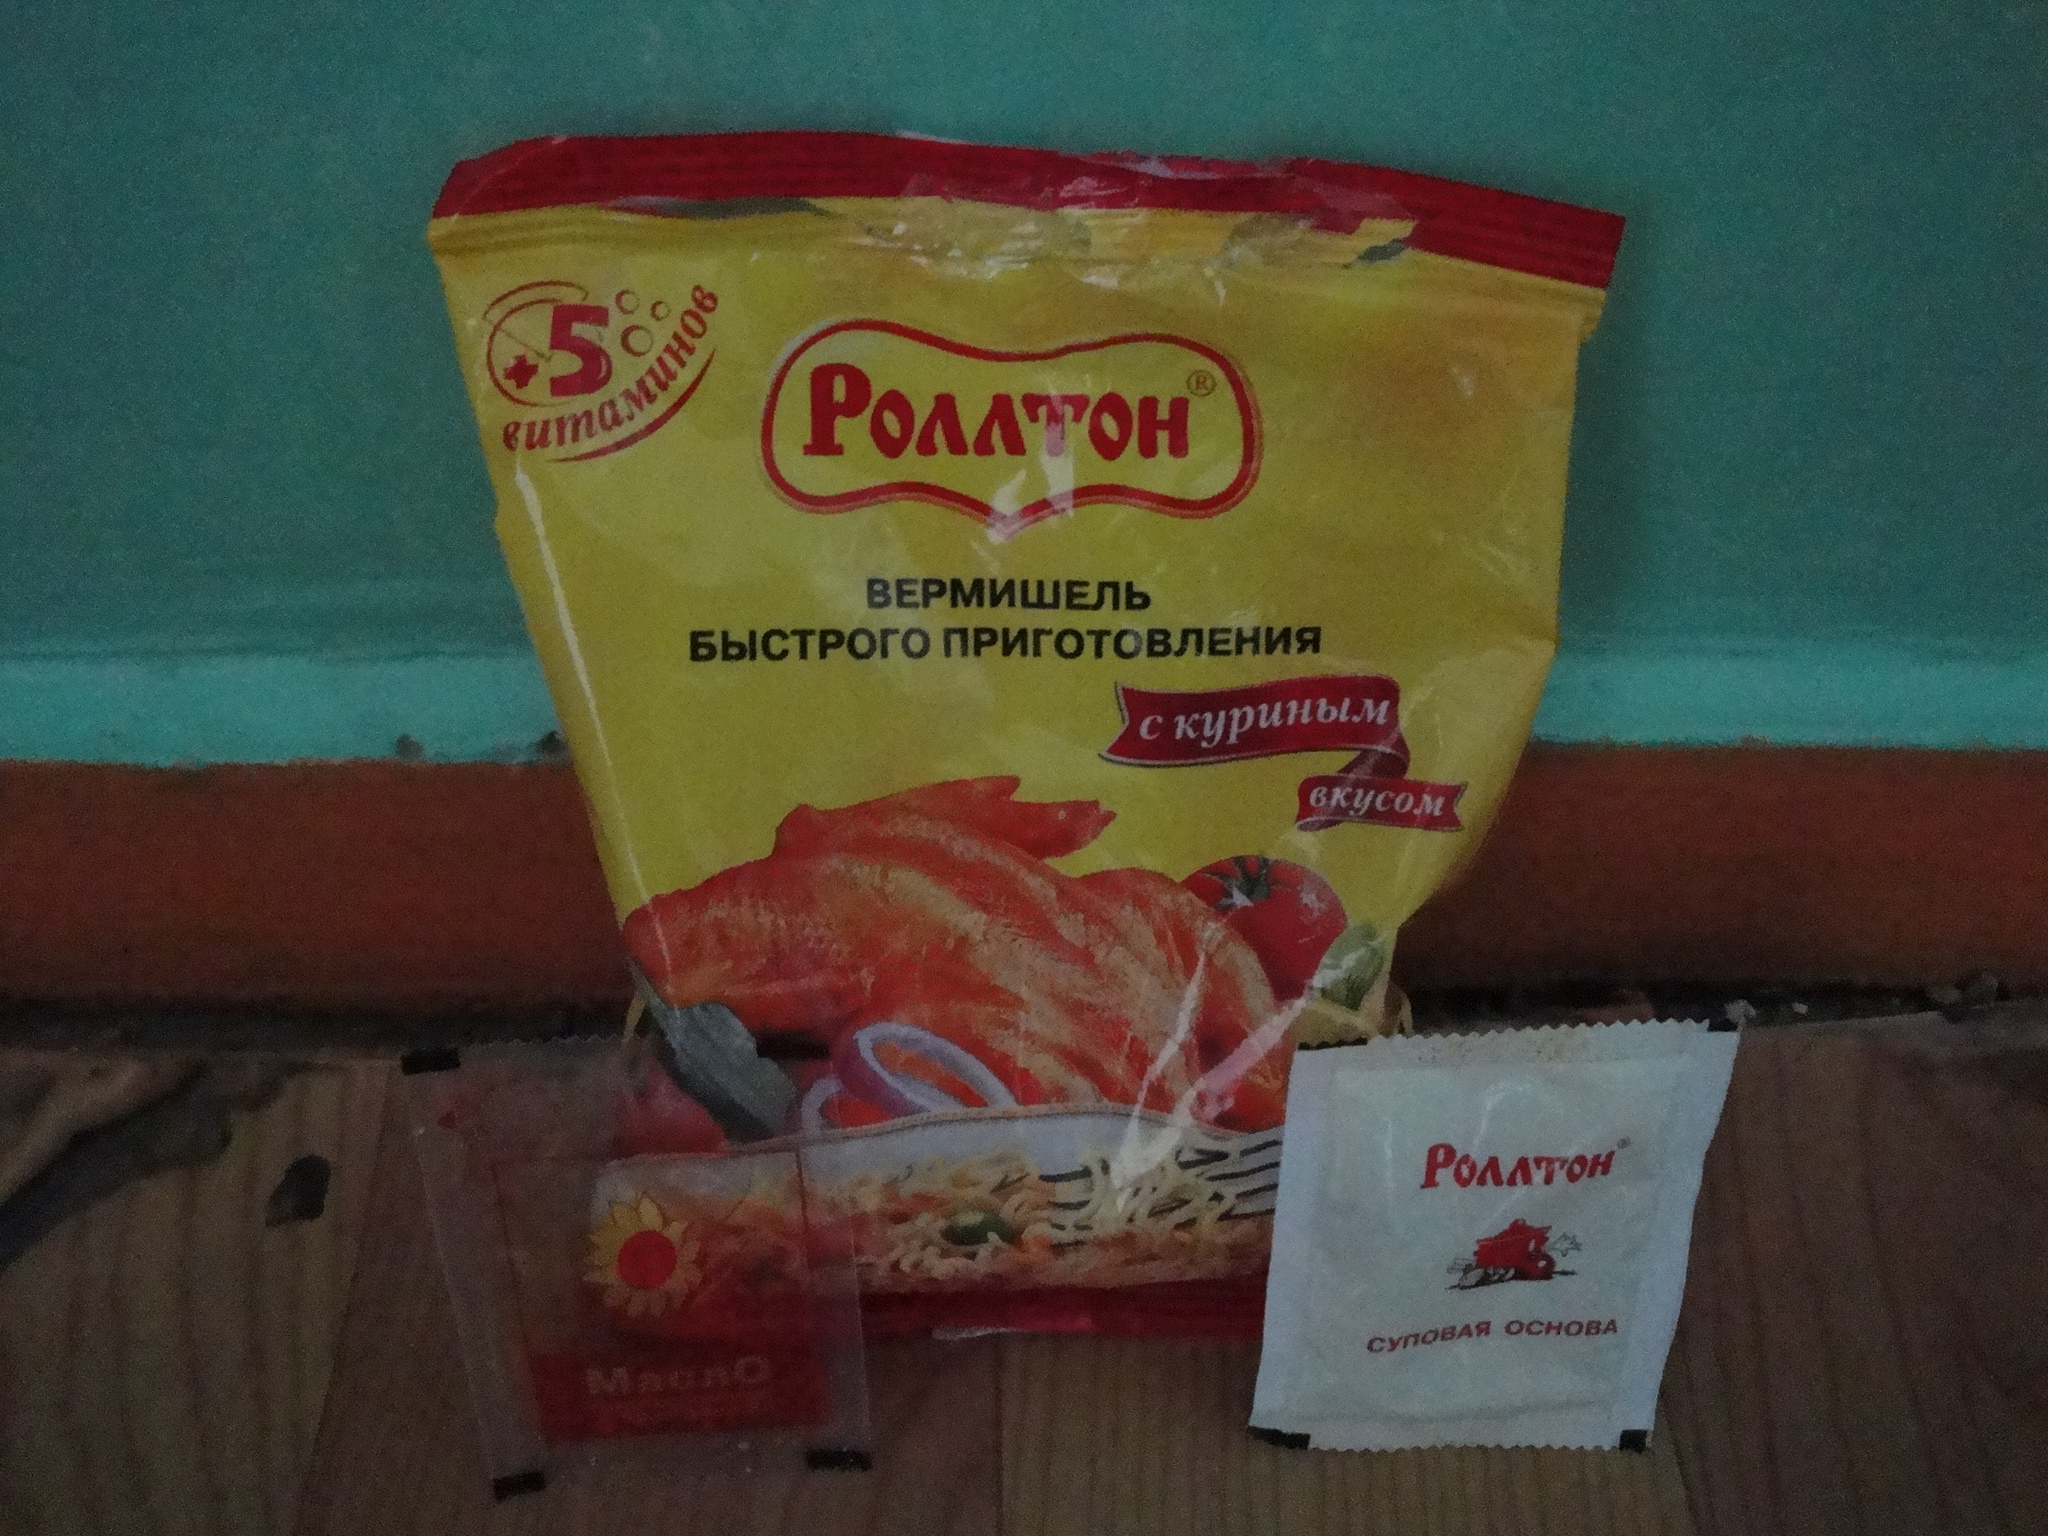 +5
витаминов
Роллтон®
ВЕРМИШЕЛЬ
БЫСТРОГО ПРИГОТОВЛЕНИЯ
с куриным
вкусом
Масло
Роллтон®
СУПОВАЯ ОСНОВА